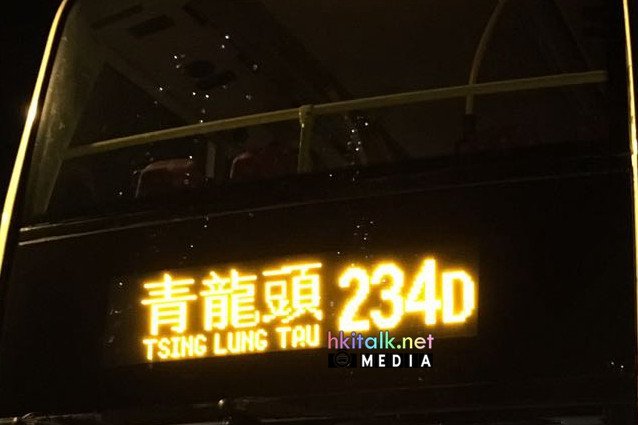 青龍頭 234D
TSING LUNG TAU
hkitalk.net
MEDIA